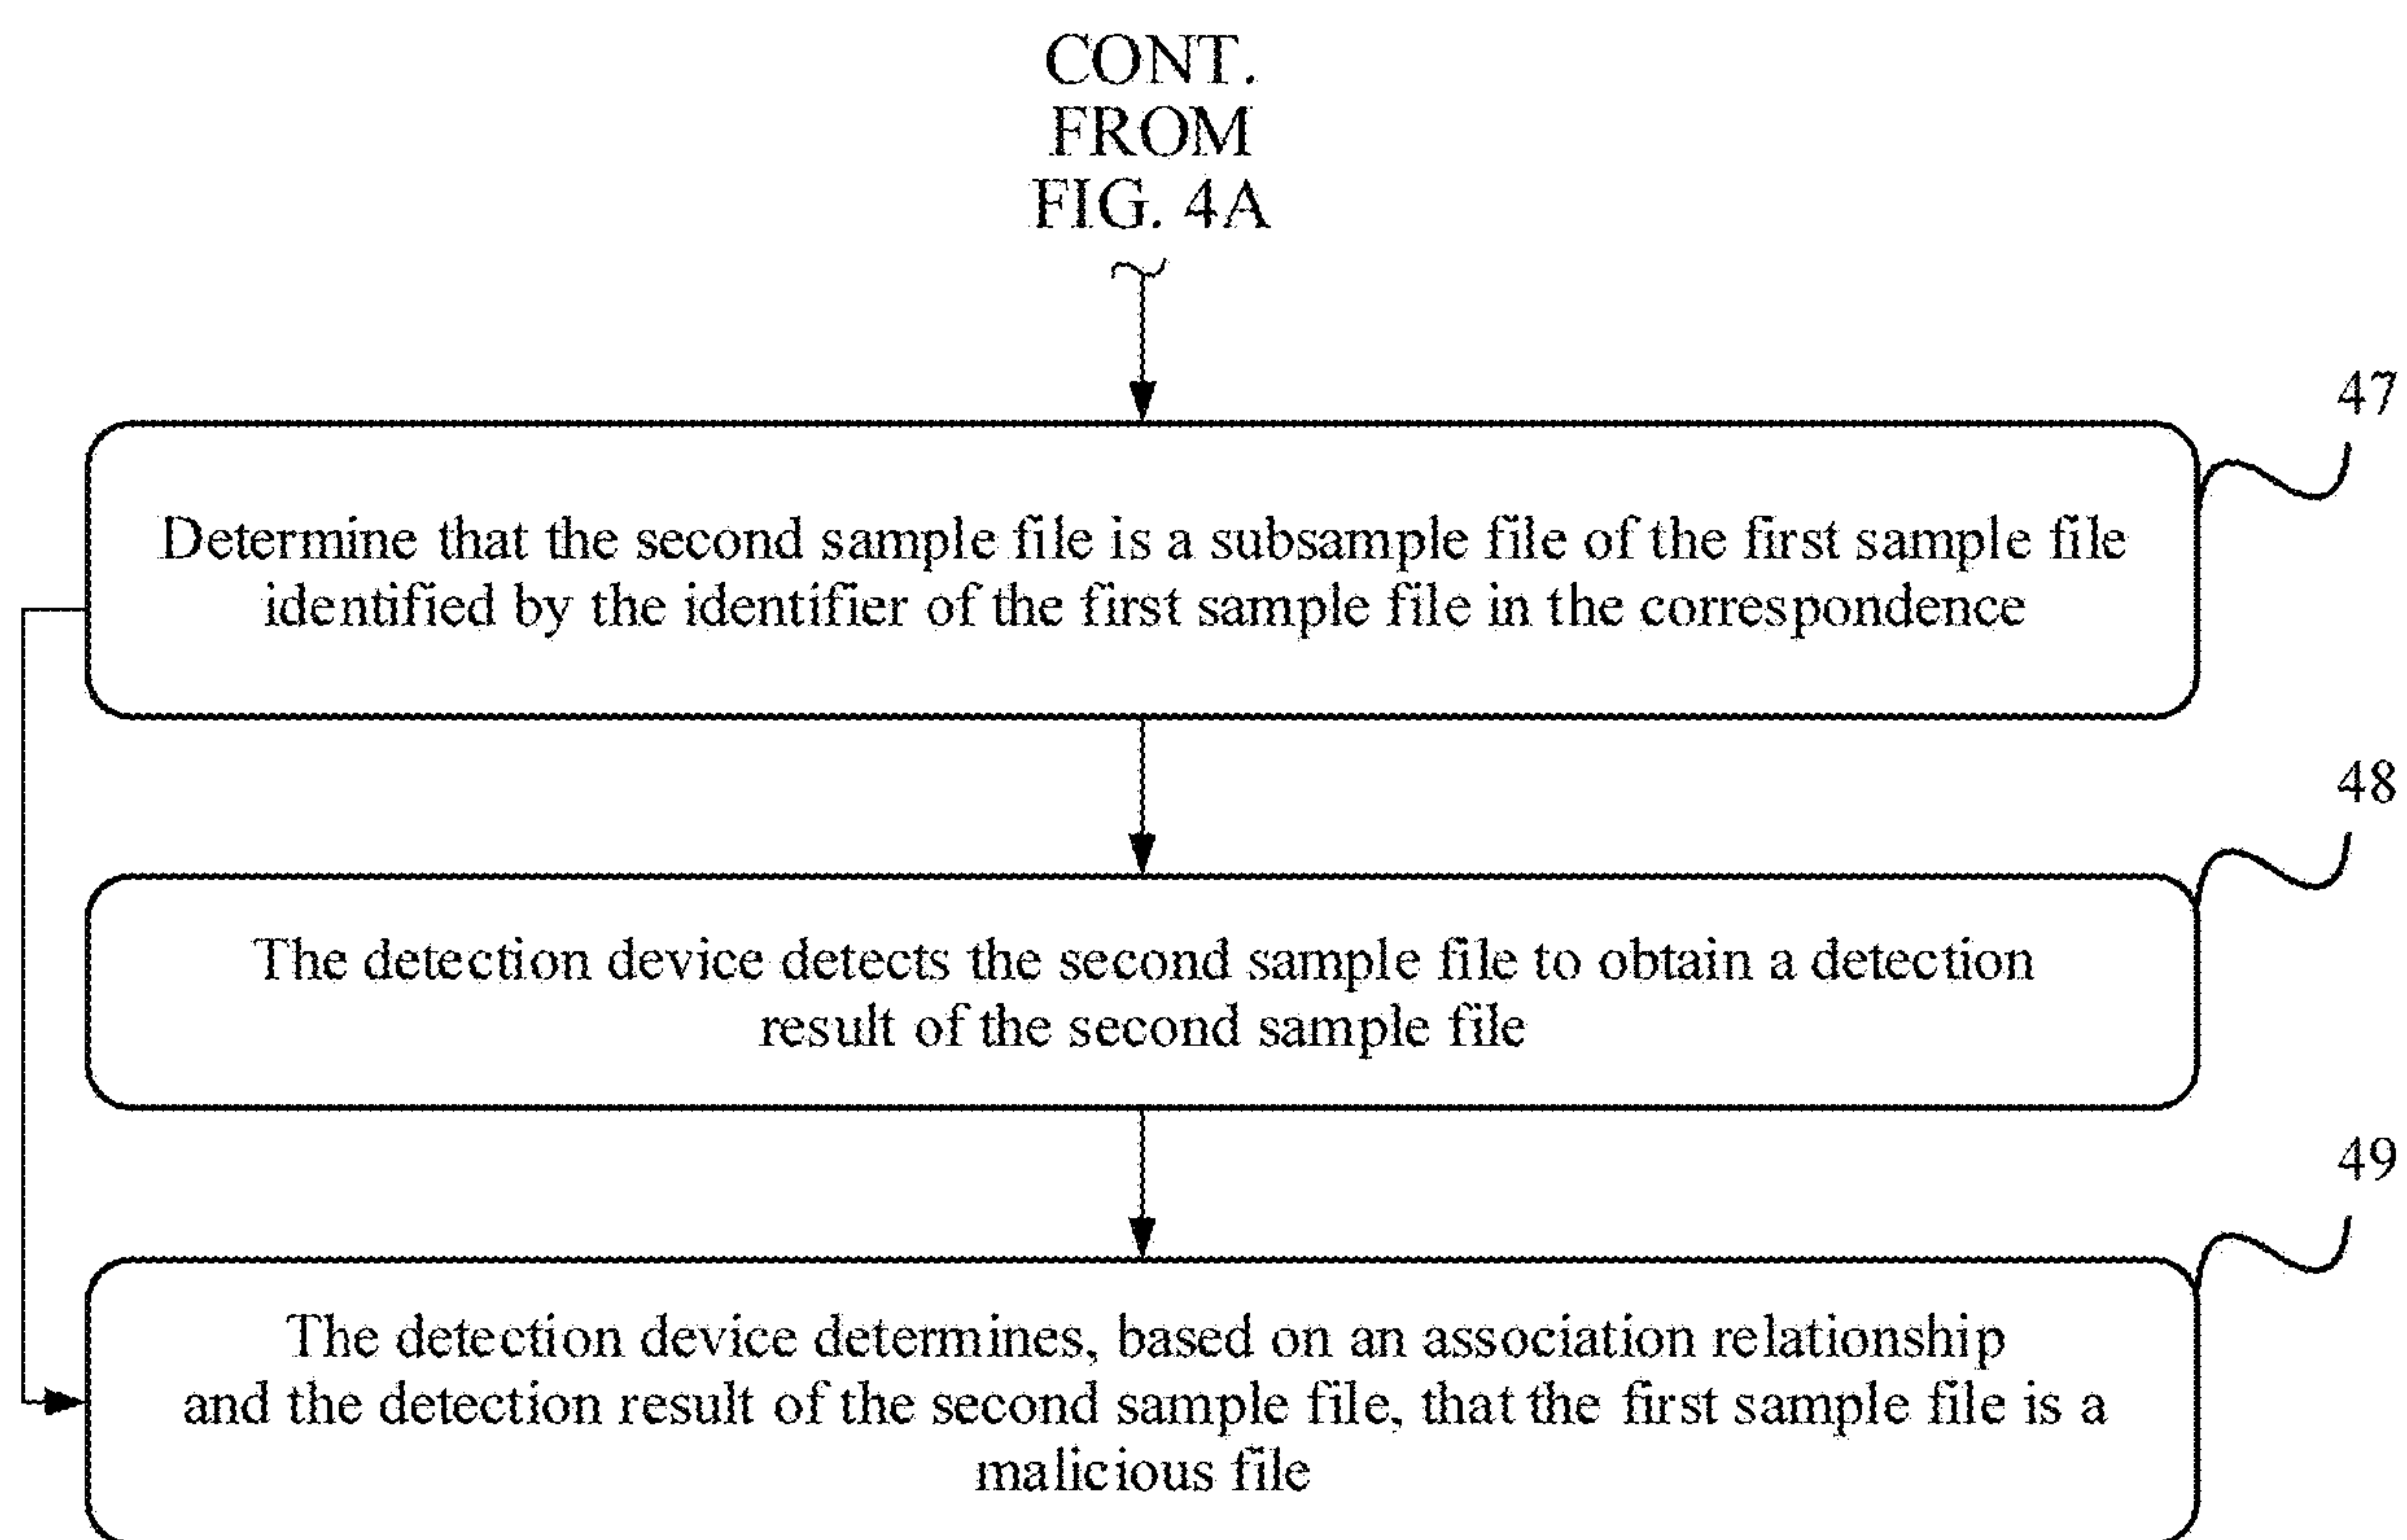 CONT.
FROM
FIG. 4A
47
Determine that the second sample file is a subsample file of the first sample file
identified by the identifier of the first sample file in the correspondence
48
The detection device detects the second sample file to obtain a detection
result of the second sample file
49
The detection device determines, based on an association relationship
and the detection result of the second sample file, that the first sample file is a
malicious file